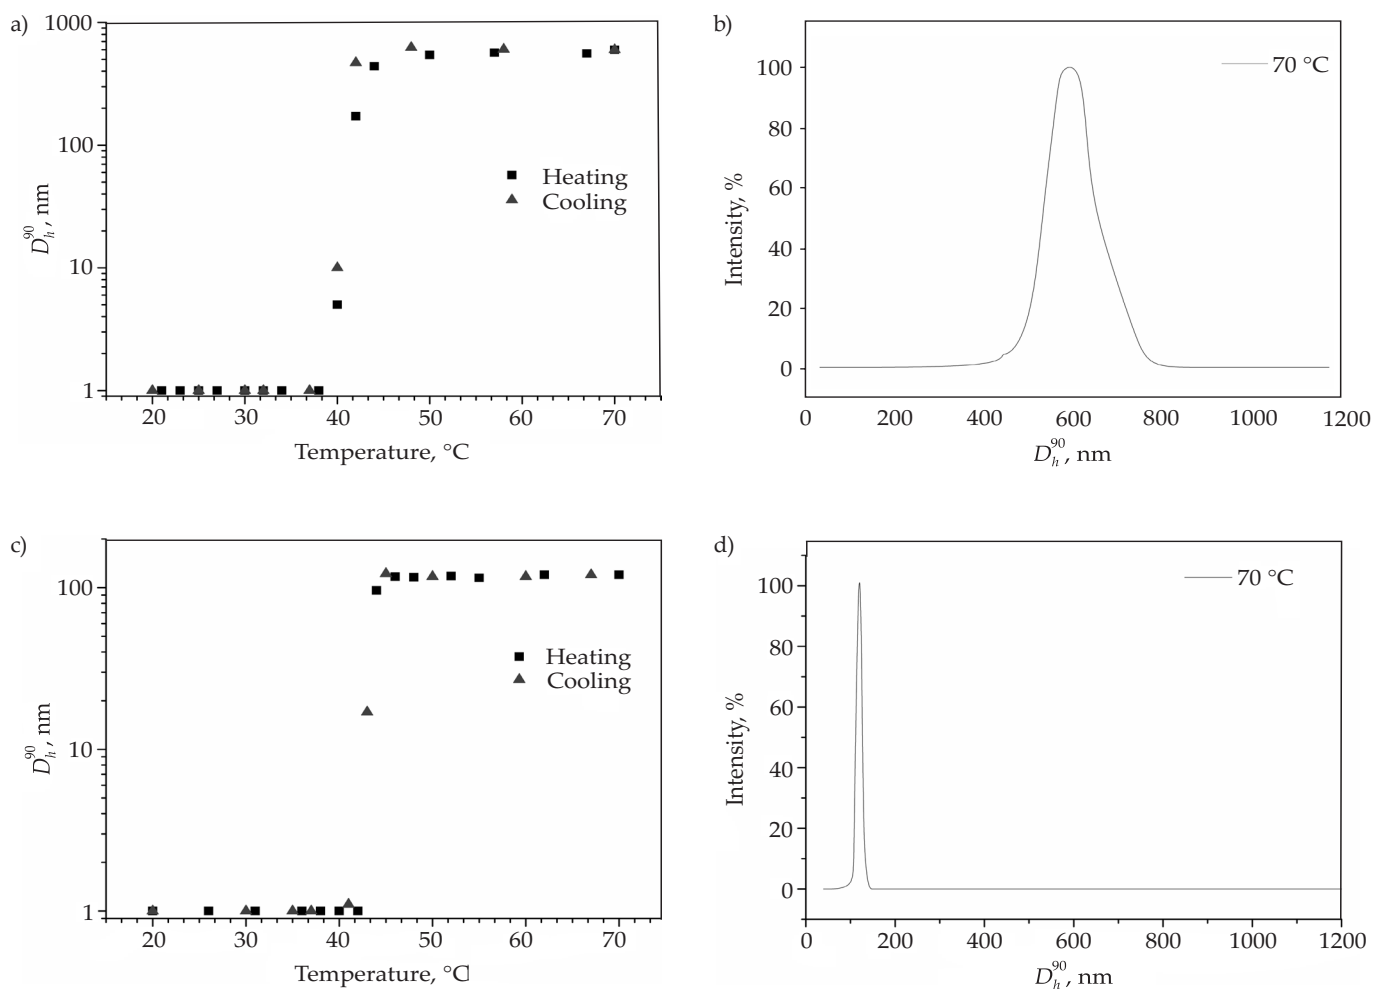 a)
1000
100
10
1
D_h^90, nm
Heating
Cooling
20 30 40 50 60 70
Temperature, °C
b)
100
80
60
40
20
0
Intensity, %
70 °C
0 200 400 600 800 1000 1200
D_h^90, nm
c)
100
10
1
D_h^90, nm
Heating
Cooling
20 30 40 50 60 70
Temperature, °C
d)
100
80
60
40
20
0
Intensity, %
70 °C
0 200 400 600 800 1000 1200
D_h^90, nm